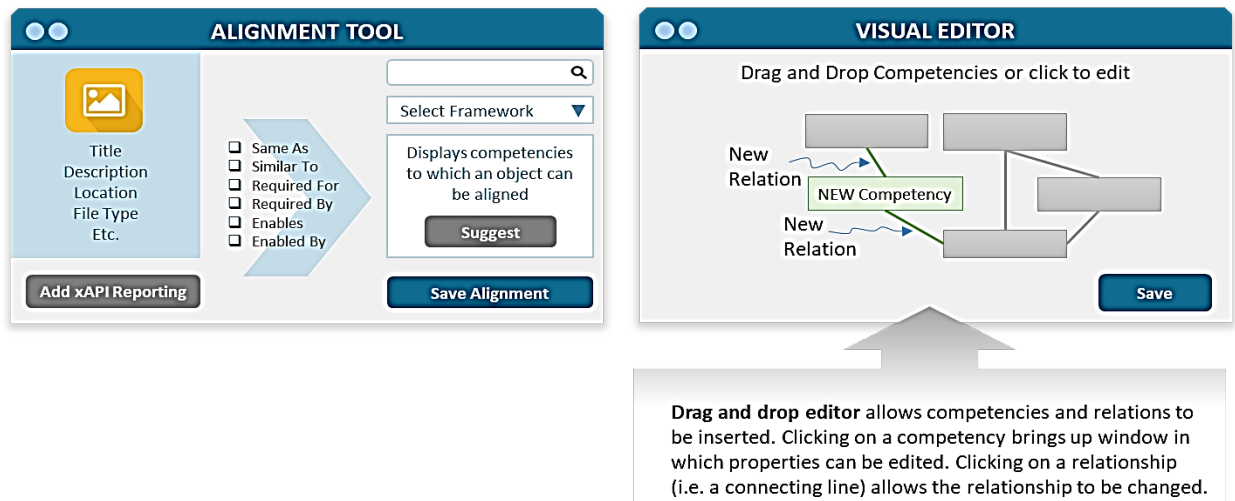 ALIGNMENT TOOL
Title
Description
Location
File Type
Etc.
Add xAPI Reporting
Same As
Similar To
Required For
Required By
Enables
Enabled By
Select Framework
Displays competencies
to which an object can
be aligned
Suggest
Save Alignment
VISUAL EDITOR
Drag and Drop Competencies or click to edit
New
Relation
NEW Competency
New
Relation
Save
Drag and drop editor allows competencies and relations to
be inserted. Clicking on a competency brings up window in
which properties can be edited. Clicking on a relationship
(i.e. a connecting line) allows the relationship to be changed.